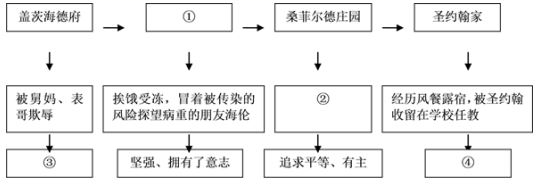 盖茨海德府
①
桑菲尔德庄园
圣约翰家
被舅妈、表
哥欺辱
挨饿受冻，冒着被传染的
风险探望病重的朋友海伦
②
经历风餐露宿，被圣约翰
收留在学校任教
③
坚强、拥有了意志
追求平等、有主
④